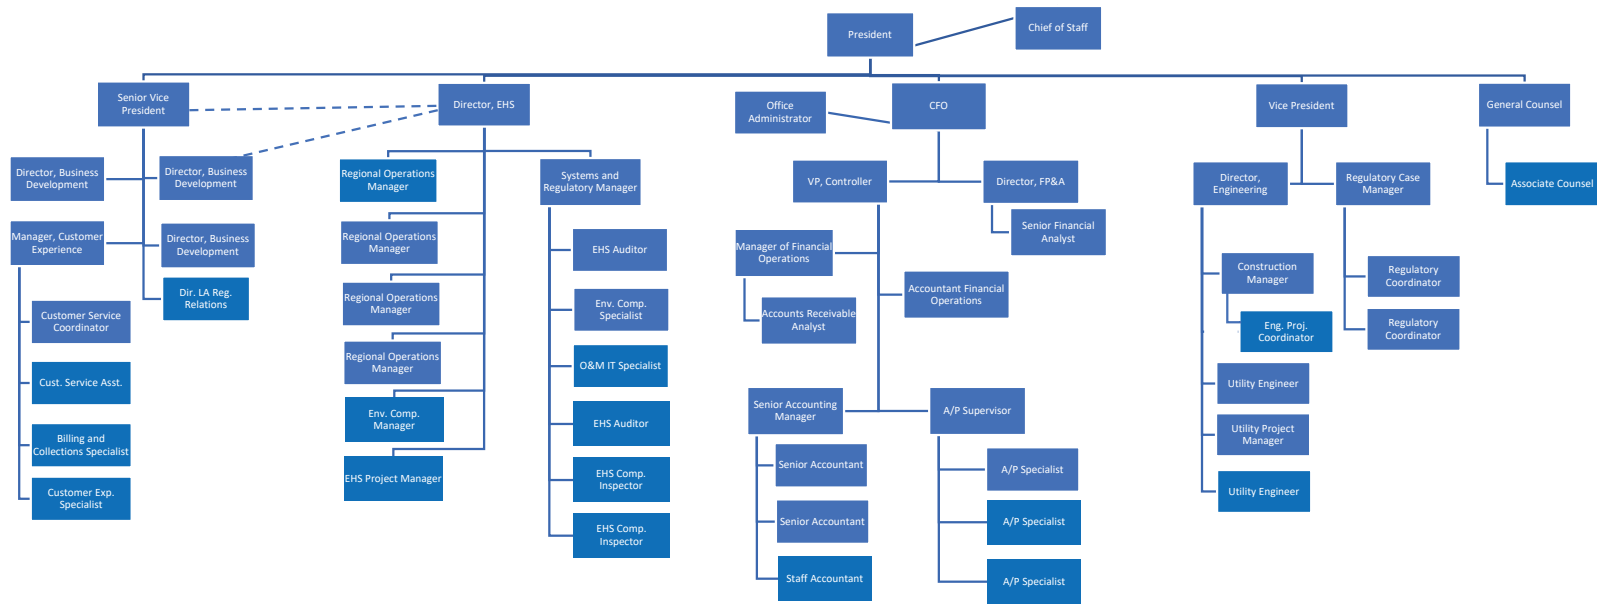 President
Chief of Staff
Senior Vice
President
Director, EHS
Office
Administrator
CFO
Vice President
General Counsel
Director, Business
Development
Director, Business
Development
Regional Operations
Manager
Systems and
Regulatory Manager
VP, Controller
Director, FP&A
Director,
Engineering
Regulatory Case
Manager
Associate Counsel
Manager, Customer
Experience
Director, Business
Development
Regional Operations
Manager
EHS Auditor
Manager of Financial
Operations
Senior Financial
Analyst
Construction
Manager
Regulatory
Coordinator
Dir. LA Reg.
Relations
Regional Operations
Manager
Env. Comp.
Specialist
Accountant Financial
Operations
Customer Service
Coordinator
Accounts Receivable
Analyst
Eng. Proj.
Coordinator
Regulatory
Coordinator
Regional Operations
Manager
O&M IT Specialist
Cust. Service Asst.
Utility Engineer
Env. Comp.
Manager
EHS Auditor
Senior Accounting
Manager
A/P Supervisor
Utility Project
Manager
Billing and
Collections Specialist
EHS Project Manager
EHS Comp.
Inspector
Senior Accountant
A/P Specialist
Utility Engineer
Customer Exp.
Specialist
EHS Comp.
Inspector
Senior Accountant
A/P Specialist
Staff Accountant
A/P Specialist